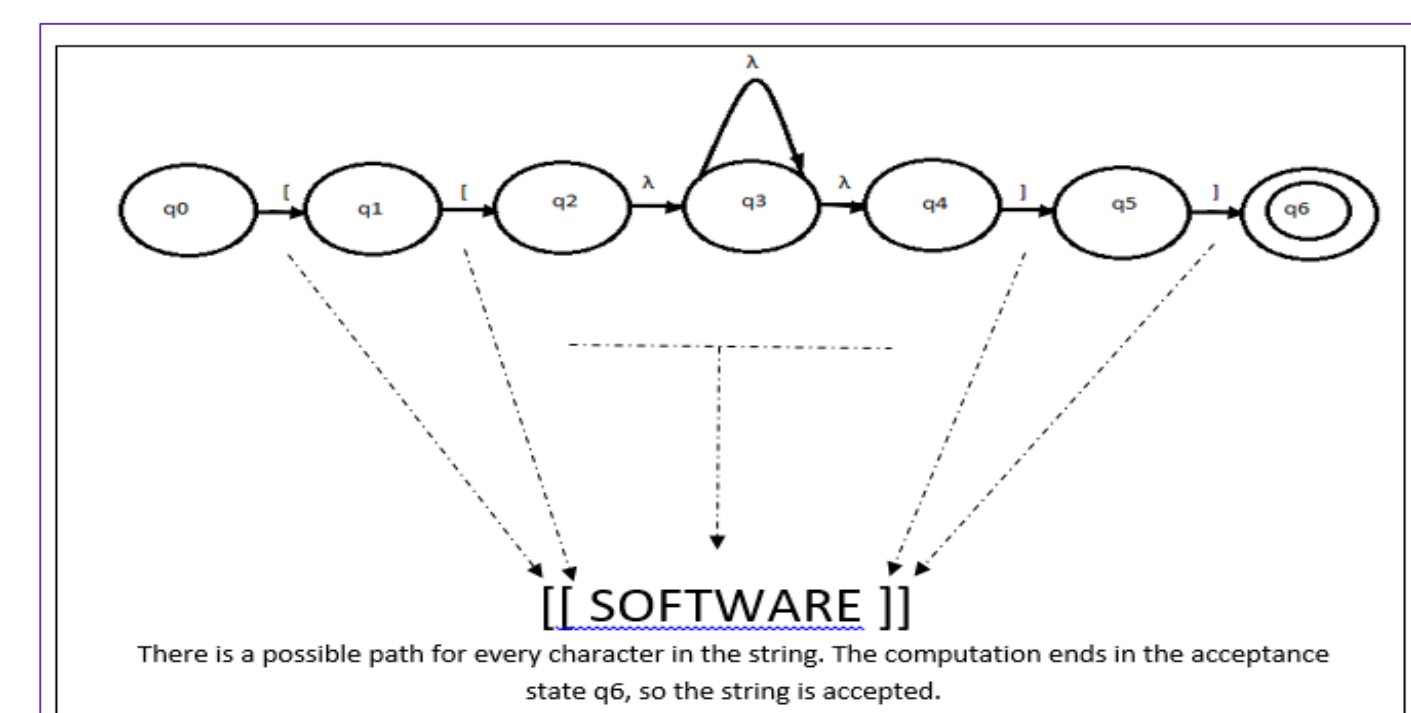 λ
q0 [ q1 [ q2 λ q3 λ q4 ] q5 ] q6
[[ SOFTWARE ]]
There is a possible path for every character in the string. The computation ends in the acceptance
state q6, so the string is accepted.